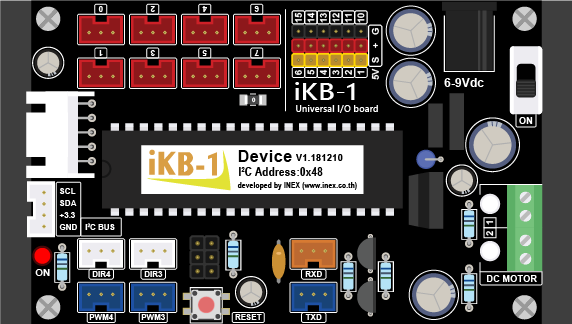 0 2 4 6
1 3 5 7
15 14 13 12 11 10
G
+
S
5V
6 5 4 3 2 1
iKB-1
Universal I/O board
6-9Vdc
ON
0
iKB-1
Device V1.181210
I²C Address:0x48
developed by INEX (www.inex.co.th)
SCL
SDA
+3.3
GND
I²C BUS
ON
DIR4
DIR3
PWM4
PWM3
RESET
RXD
TXD
2 1
DC MOTOR